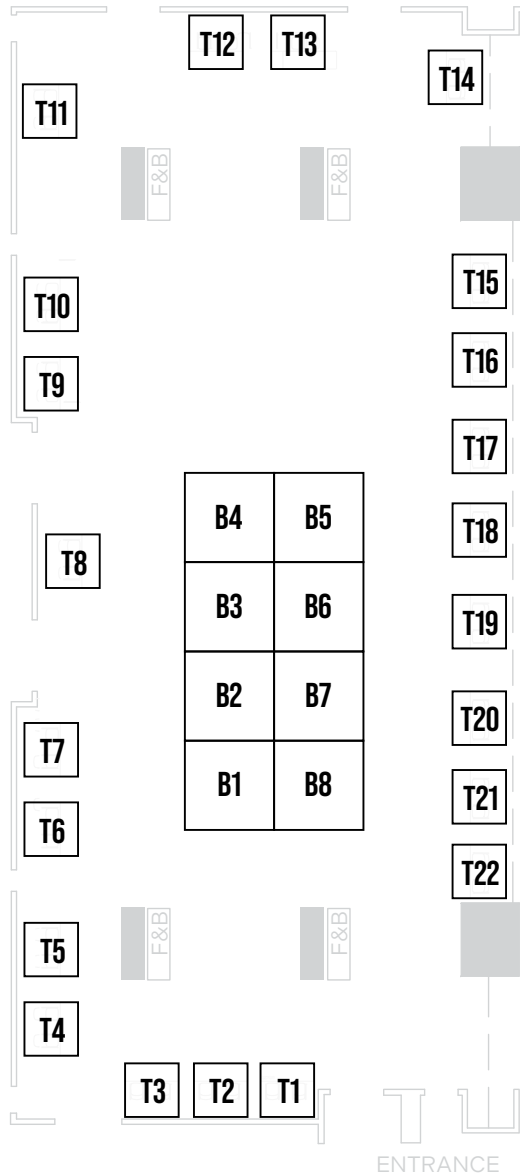 T12 T13
T14
T11
F&B F&B
T15
T10
T16
T9
T17
B4 B5
T18
T8
B3 B6
T19
B2 B7
T20
T7
B1 B8
T21
T6
T22
F&B F&B
T5
T4
T3 T2 T1
ENTRANCE